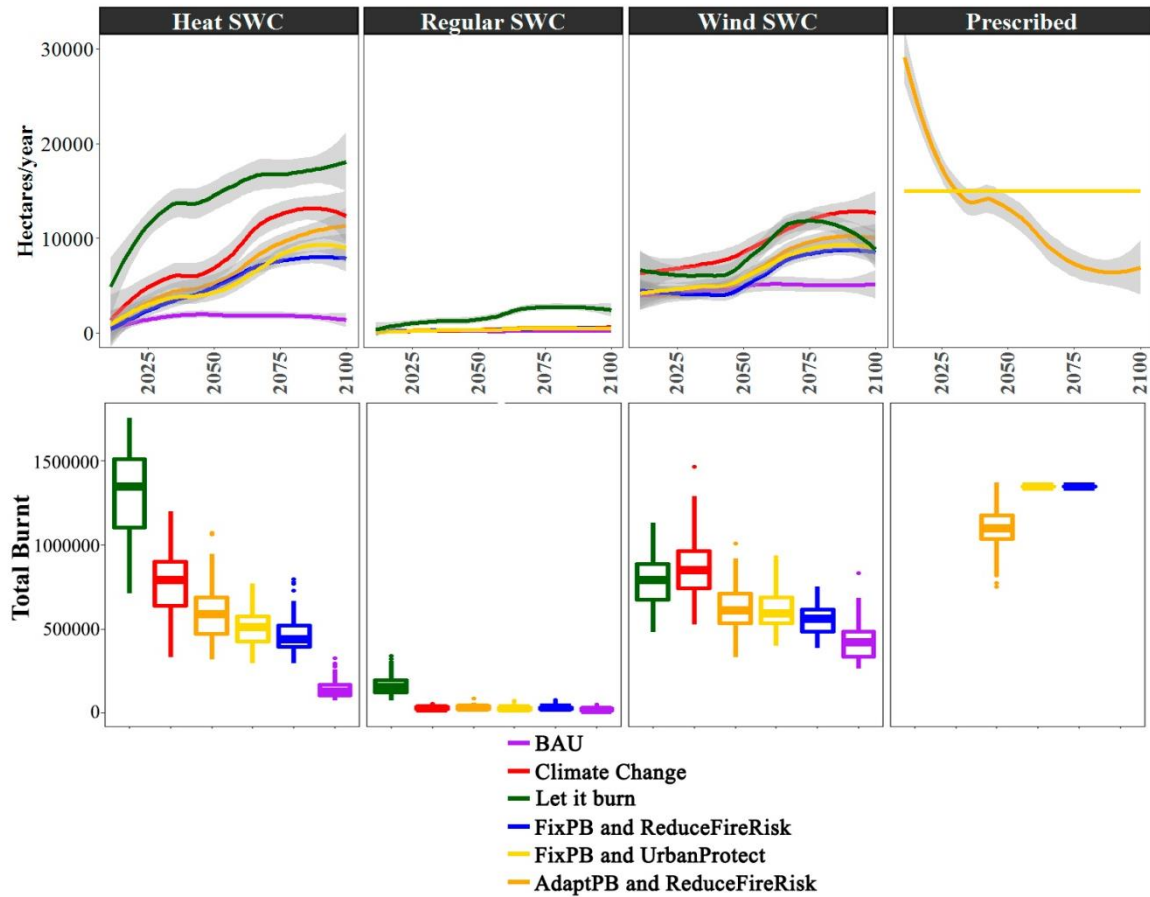 Heat SWC Regular SWC Wind SWC Prescribed
Hectares/year
30000
20000
10000
0
2025 2050 2075 2100 2025 2050 2075 2100 2025 2050 2075 2100 2025 2050 2075 2100
Total Burnt
1500000
1000000
500000
0
BAU
Climate Change
Let it burn
FixPB and ReduceFireRisk
FixPB and UrbanProtect
AdaptPB and ReduceFireRisk